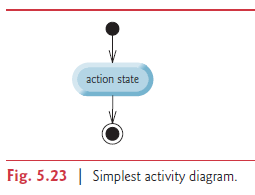 action state
Fig. 5.23 | Simplest activity diagram.